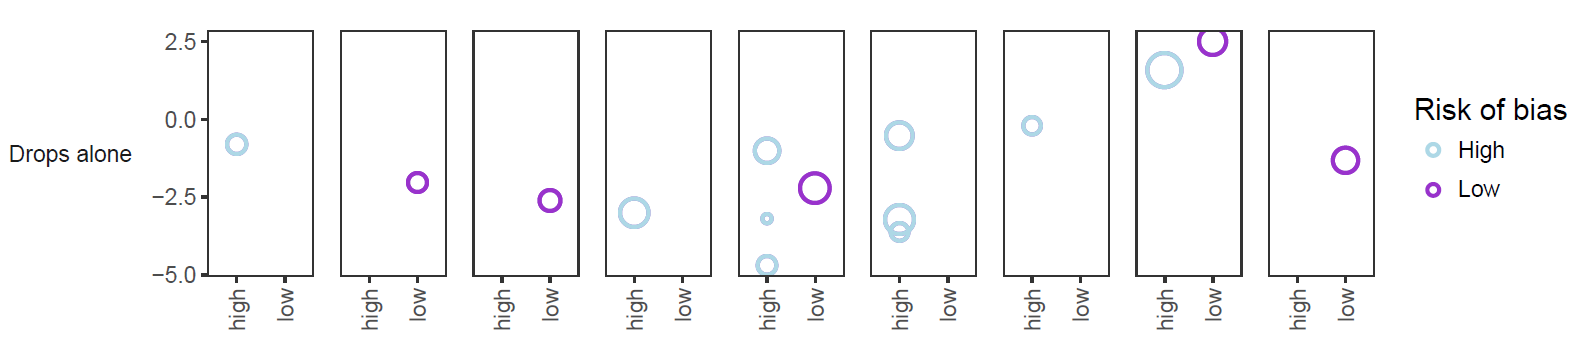 2.5
0.0
−2.5
−5.0
Drops alone
high low high low high low high low high low high low high low high low high low
Risk of bias
High
Low